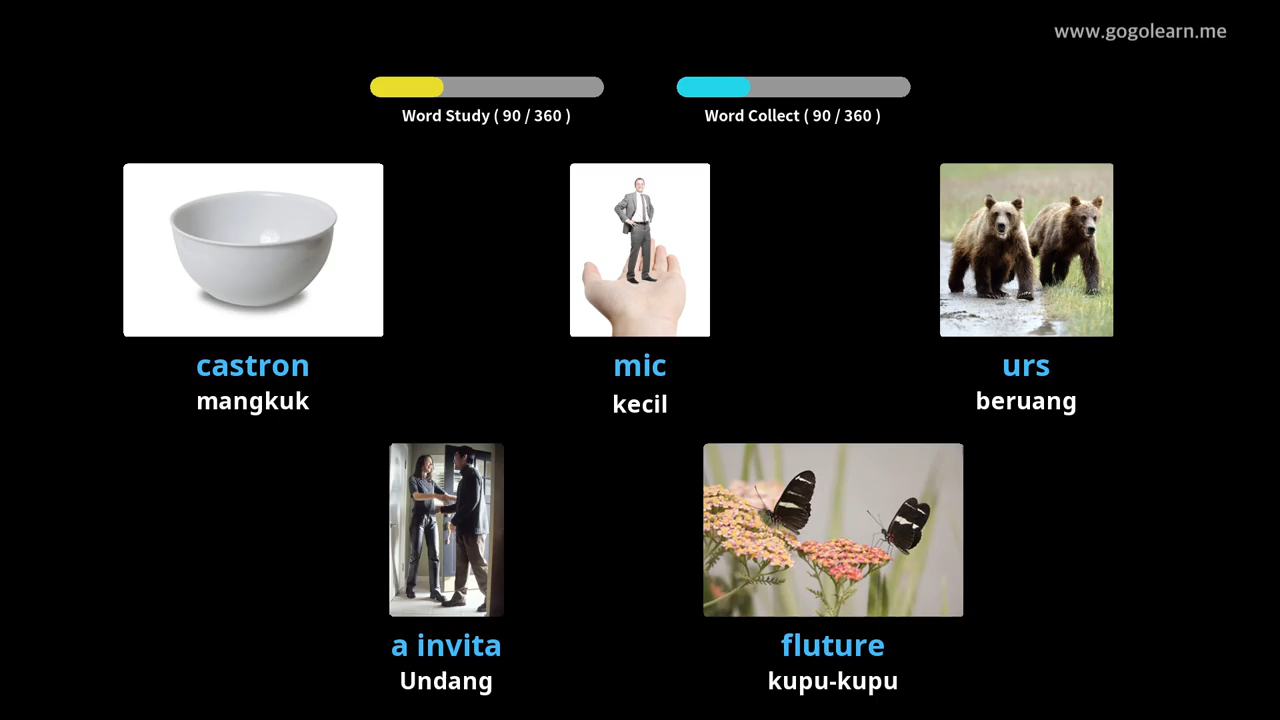 www.gogolearn.me
Word Study ( 90 / 360 )
Word Collect ( 90 / 360 )
castron
mangkuk
mic
kecil
urs
beruang
a invita
Undang
fluture
kupu-kupu